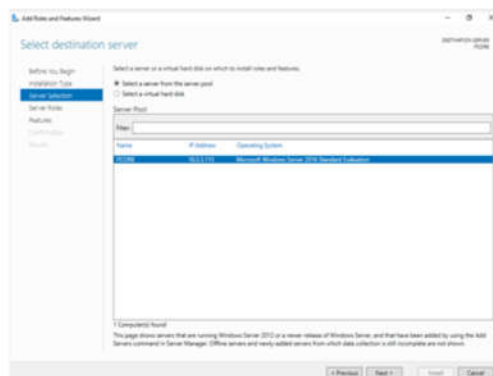 Add Roles and Features Wizard
Select destination server
DESTINATION SERVER
Before You Begin
Installation Type
Server Selection
Server Roles
Features
Confirmation
Results
Select a server or a virtual hard disk on which to install roles and features.
Select a server from the server pool
Select a virtual hard disk
Server Pool
Filter:
Name IP Address Operating System
Microsoft Windows Server 2016 Standard Evaluation
1 Computer(s) found
This page shows servers that are running Windows Server 2012 or a newer release of Windows Server, and that have been added by using the Add
Servers command in Server Manager. Offline servers and newly-added servers from which data collection is still incomplete are not shown.
< Previous Next > Install Cancel